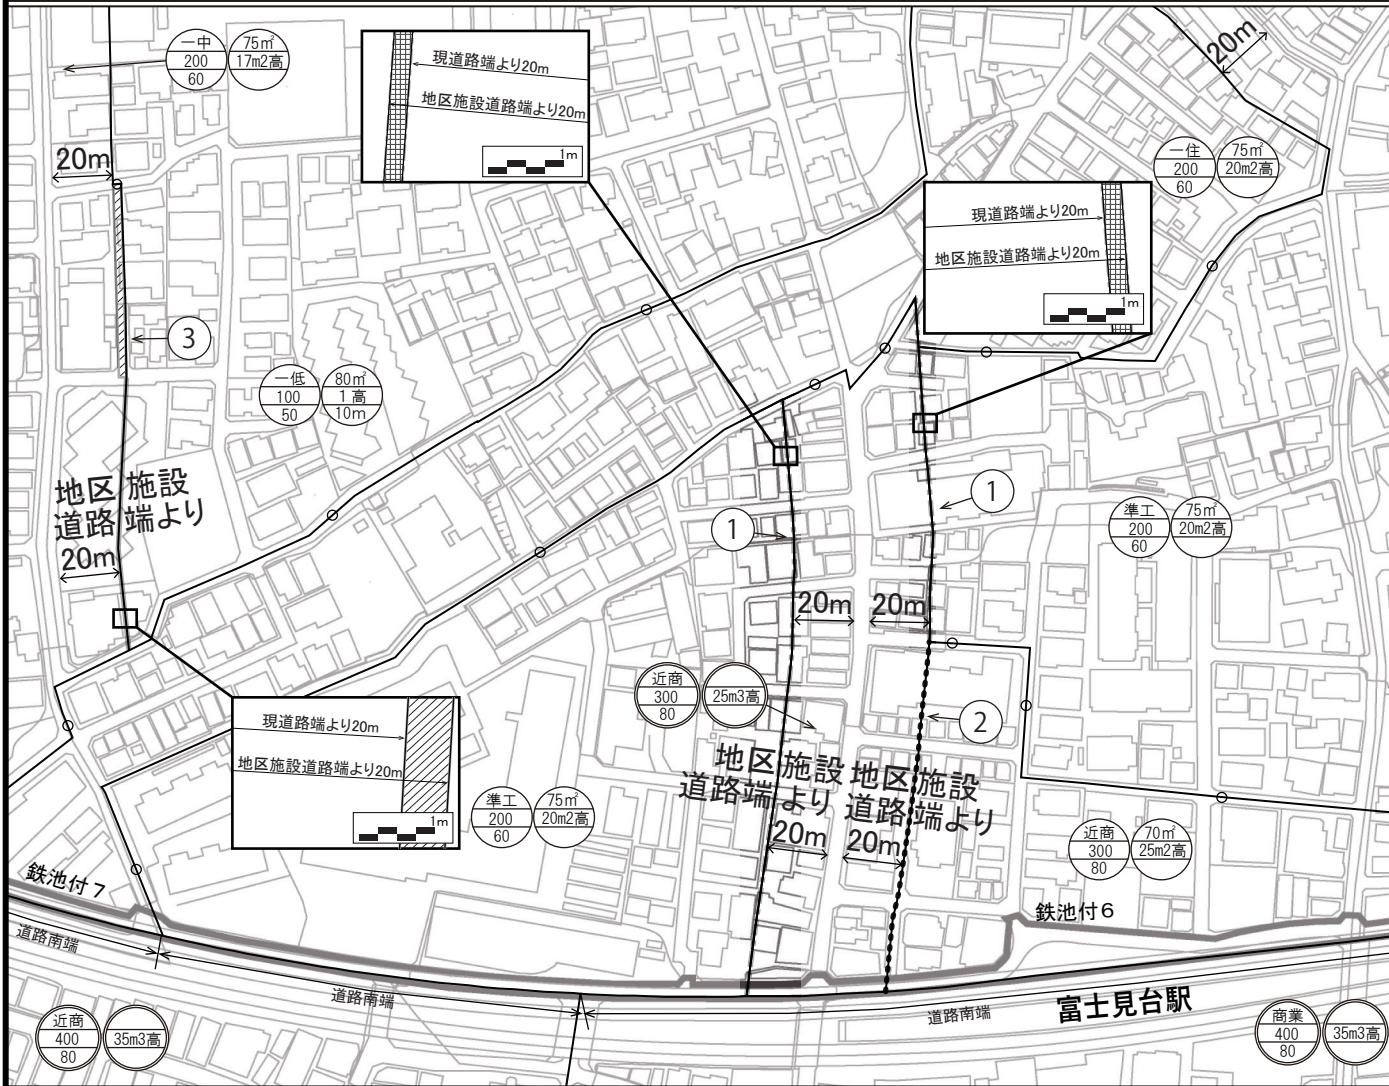 一中
200
60
75㎡
17m2高
現道路端より20m
地区施設道路端より20m
1m
20m
20m
一住
200
60
75㎡
20m2高
現道路端より20m
地区施設道路端より20m
1m
3
一低
100
50
80㎡
1 高
10m
地区施設
道路端より
20m
1
1
準工
200
60
75㎡
20m2高
20m
20m
近商
300
80
25m3高
2
現道路端より20m
地区施設道路端より20m
1m
準工
200
60
75㎡
20m2高
地区施設
道路端より
20m
地区施設
道路端より
20m
近商
300
80
70㎡
25m2高
鉄池付7
鉄池付6
道路南端
道路南端
道路南端
富士見台駅
近商
400
80
35m3高
商業
400
80
35m3高